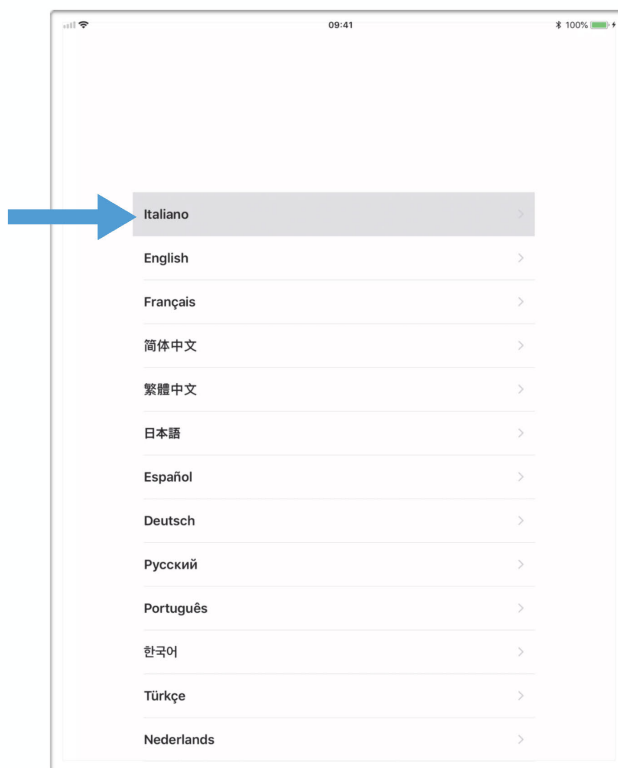 09:41
100%
Italiano
English
Français
简体中文
繁體中文
日本語
Español
Deutsch
Русский
Português
한국어
Türkçe
Nederlands